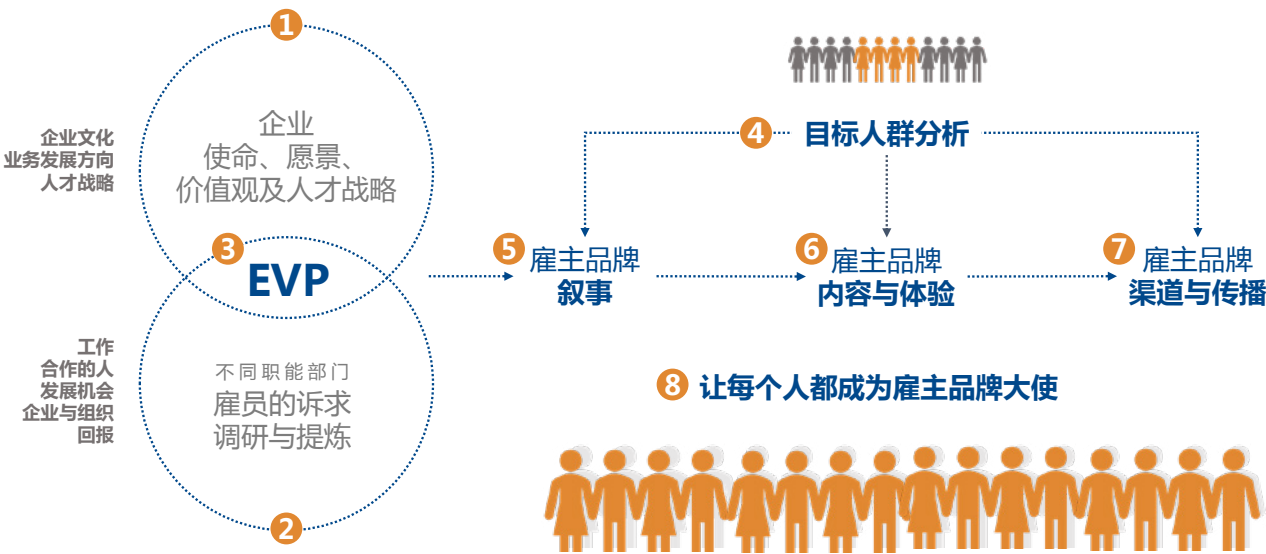 1
企业
使命、愿景、
价值观及人才战略
企业文化
业务发展方向
人才战略
3
EVP
工作
合作的人
发展机会
企业与组织
回报
不同职能部门
雇员的诉求
调研与提炼
2
4 目标人群分析
5 雇主品牌
叙事
6 雇主品牌
内容与体验
7 雇主品牌
渠道与传播
8 让每个人都成为雇主品牌大使